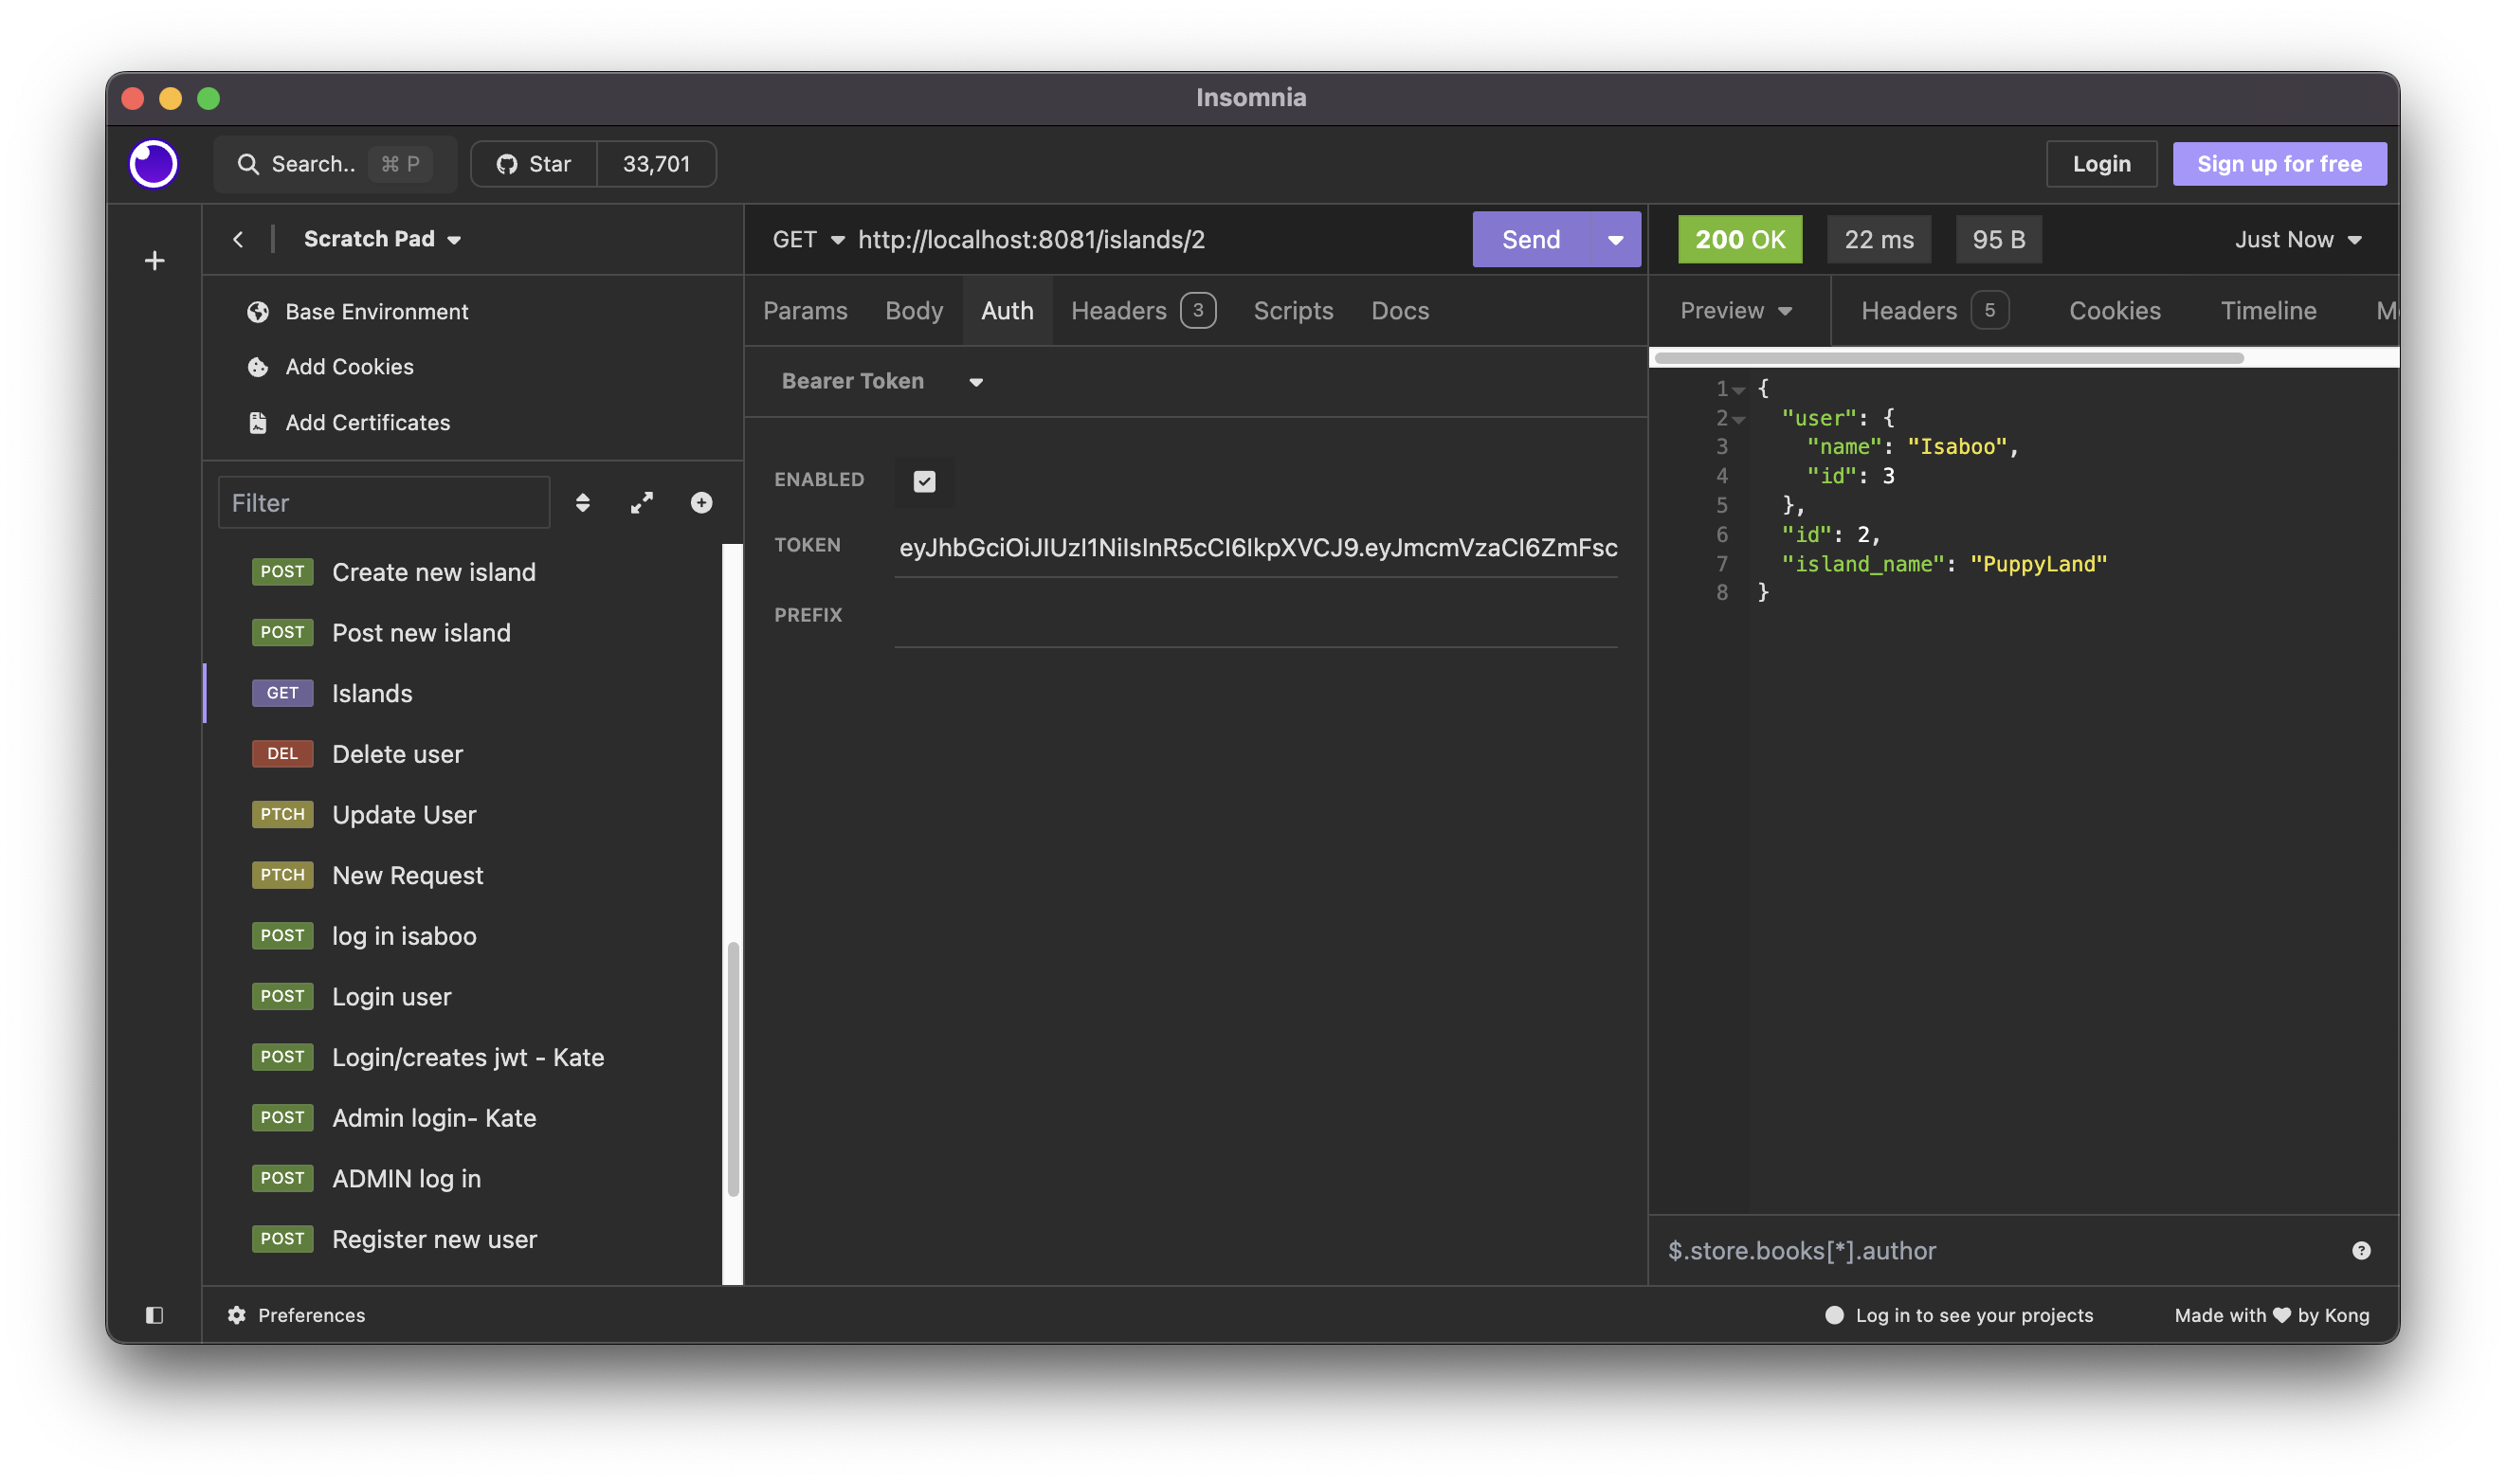 Insomnia
Search.. ⌘ P
Star 33,701
Login
Sign up for free
Scratch Pad
Base Environment
Add Cookies
Add Certificates
Filter
POST Create new island
POST Post new island
GET Islands
DEL Delete user
PTCH Update User
PTCH New Request
POST log in isaboo
POST Login user
POST Login/creates jwt - Kate
POST Admin login- Kate
POST ADMIN log in
POST Register new user
Preferences
GET http://localhost:8081/islands/2
Send
Params Body Auth Headers 3 Scripts Docs
Bearer Token
ENABLED
TOKEN eyJhbGciOiJIUzI1NiIsInR5cCI6IkpXVCJ9.eyJmcmVzaCI6ZmFsc
PREFIX
200 OK 22 ms 95 B Just Now
Preview Headers 5 Cookies Timeline
1 {
2 "user": {
3 "name": "Isaboo",
4 "id": 3
5 },
6 "id": 2,
7 "island_name": "PuppyLand"
8 }
$.store.books[*].author
Log in to see your projects
Made with ♥ by Kong